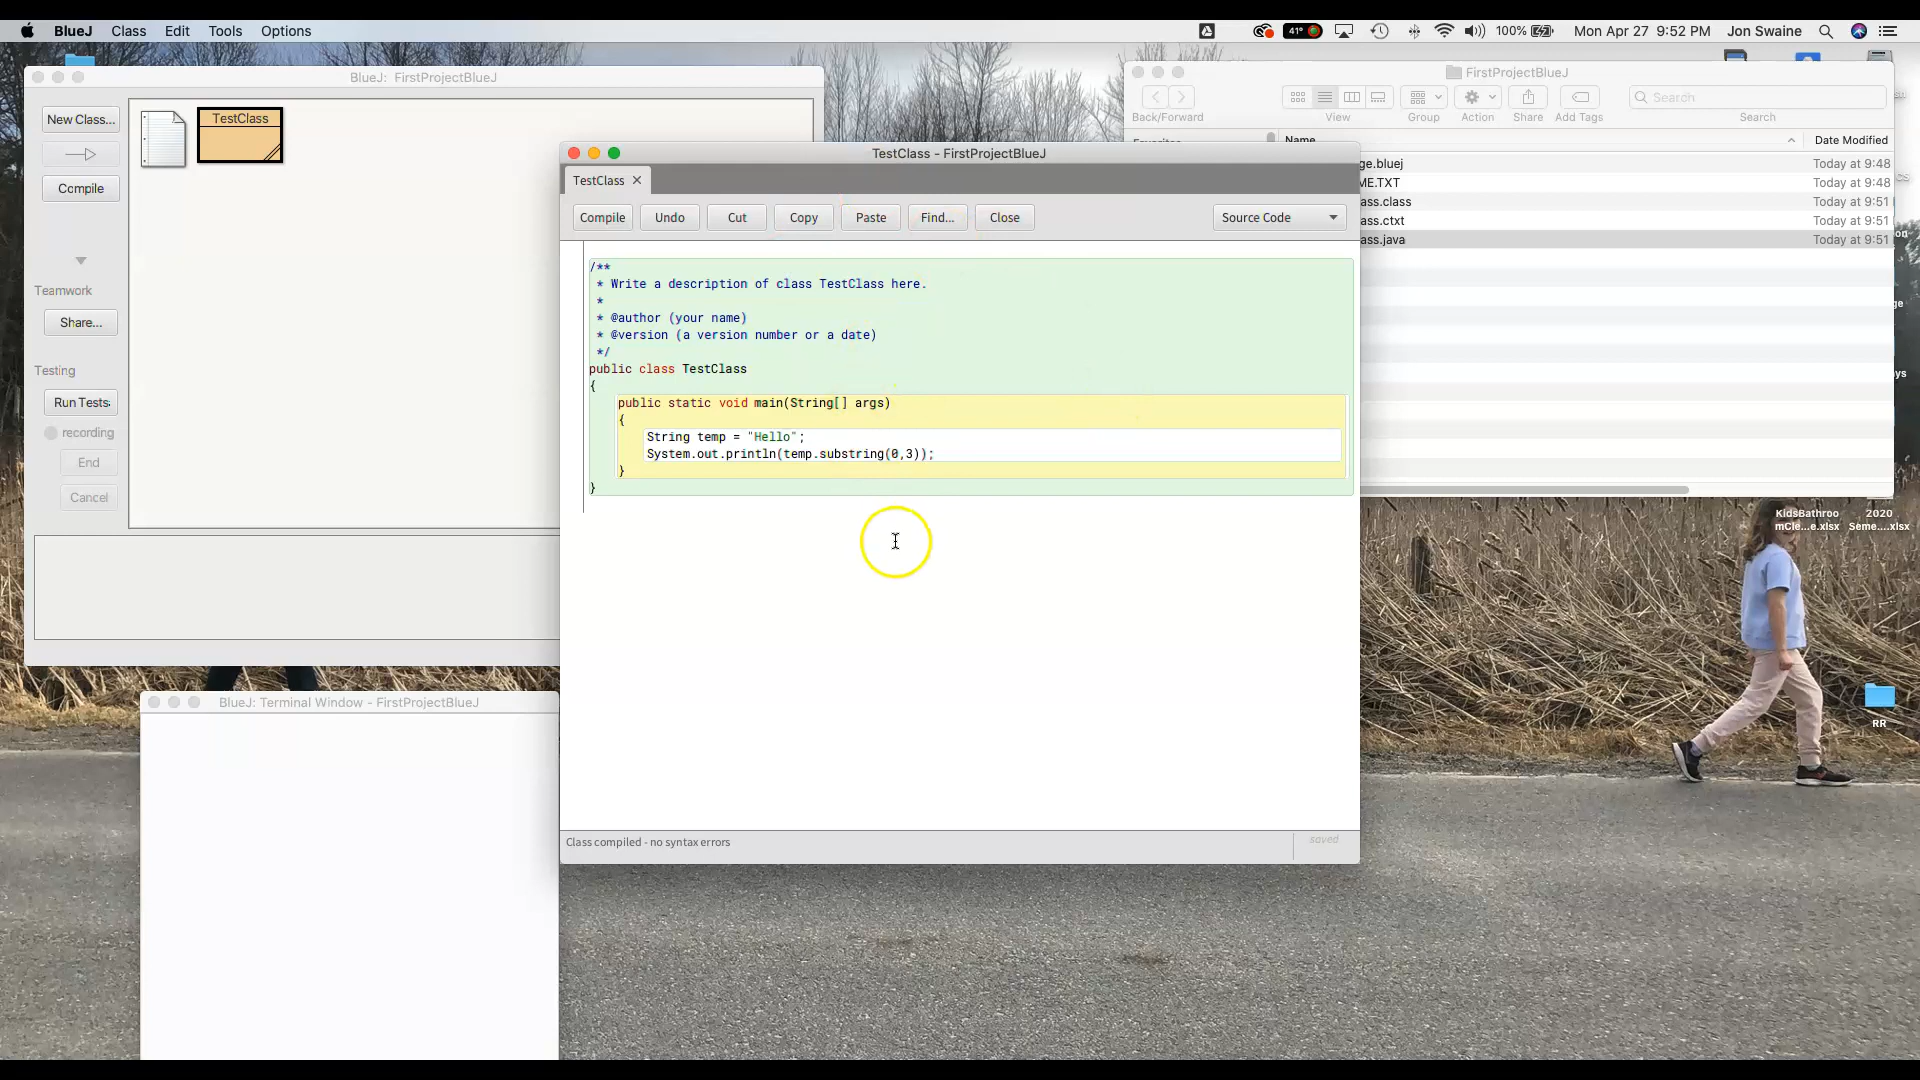 BlueJ Class Edit Tools Options
41° 100% Mon Apr 27 9:52 PM Jon Swaine
BlueJ: FirstProjectBlueJ
New Class...
TestClass
Compile
Teamwork
Share...
Testing
Run Tests
recording
End
Cancel
FirstProjectBlueJ
Search
Back/Forward View Group Action Share Add Tags Search
Name Date Modified
ge.bluej Today at 9:48
ME.TXT Today at 9:48
ass.class Today at 9:51
ass.ctxt Today at 9:51
ass.java Today at 9:51
TestClass - FirstProjectBlueJ
TestClass
Compile Undo Cut Copy Paste Find... Close Source Code
/**
* Write a description of class TestClass here.
*
* @author (your name)
* @version (a version number or a date)
*/
public class TestClass
{
public static void main(String[] args)
{
String temp = "Hello";
System.out.println(temp.substring(0,3));
}
}
Class compiled - no syntax errors
saved
BlueJ: Terminal Window - FirstProjectBlueJ
KidsBathroo
mCle...e.xlsx
2020
Seme....xlsx
RR